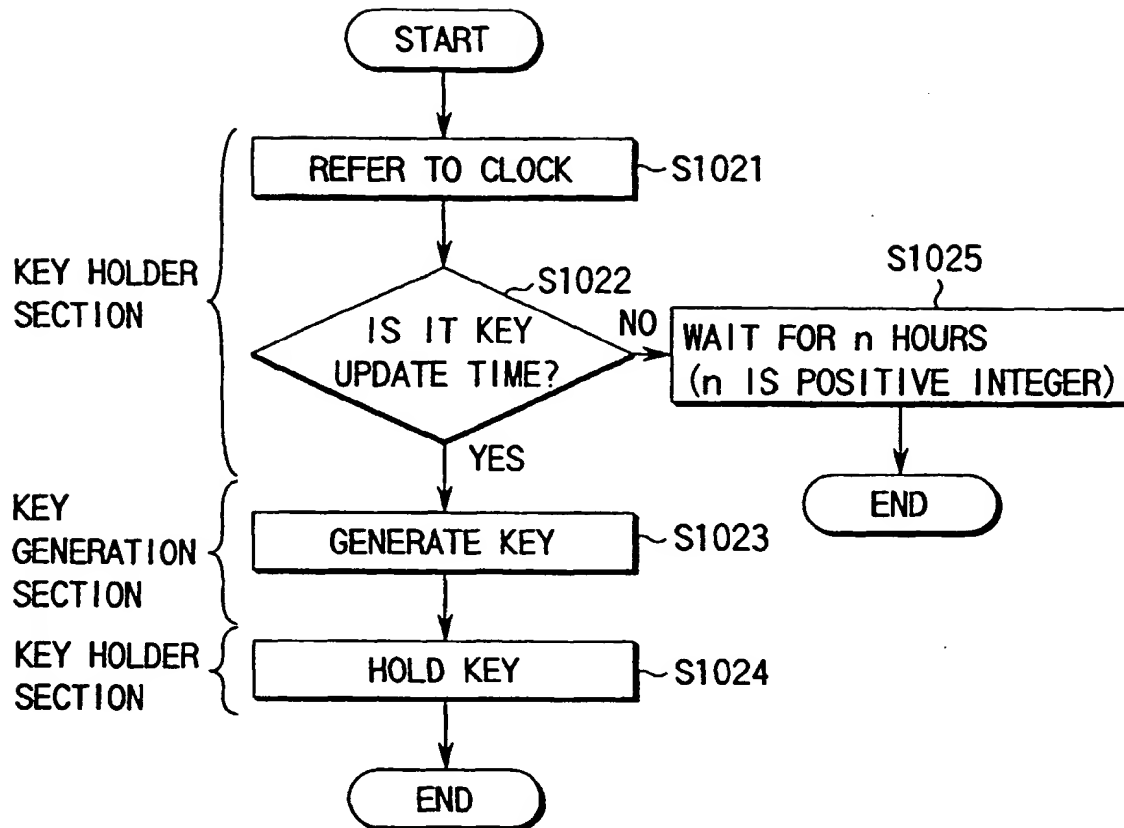 START
REFER TO CLOCK
S1021
KEY HOLDER
SECTION
S1022
IS IT KEY
UPDATE TIME?
NO
S1025
WAIT FOR n HOURS
(n IS POSITIVE INTEGER)
END
YES
KEY
GENERATION
SECTION
GENERATE KEY
S1023
KEY HOLDER
SECTION
HOLD KEY
S1024
END